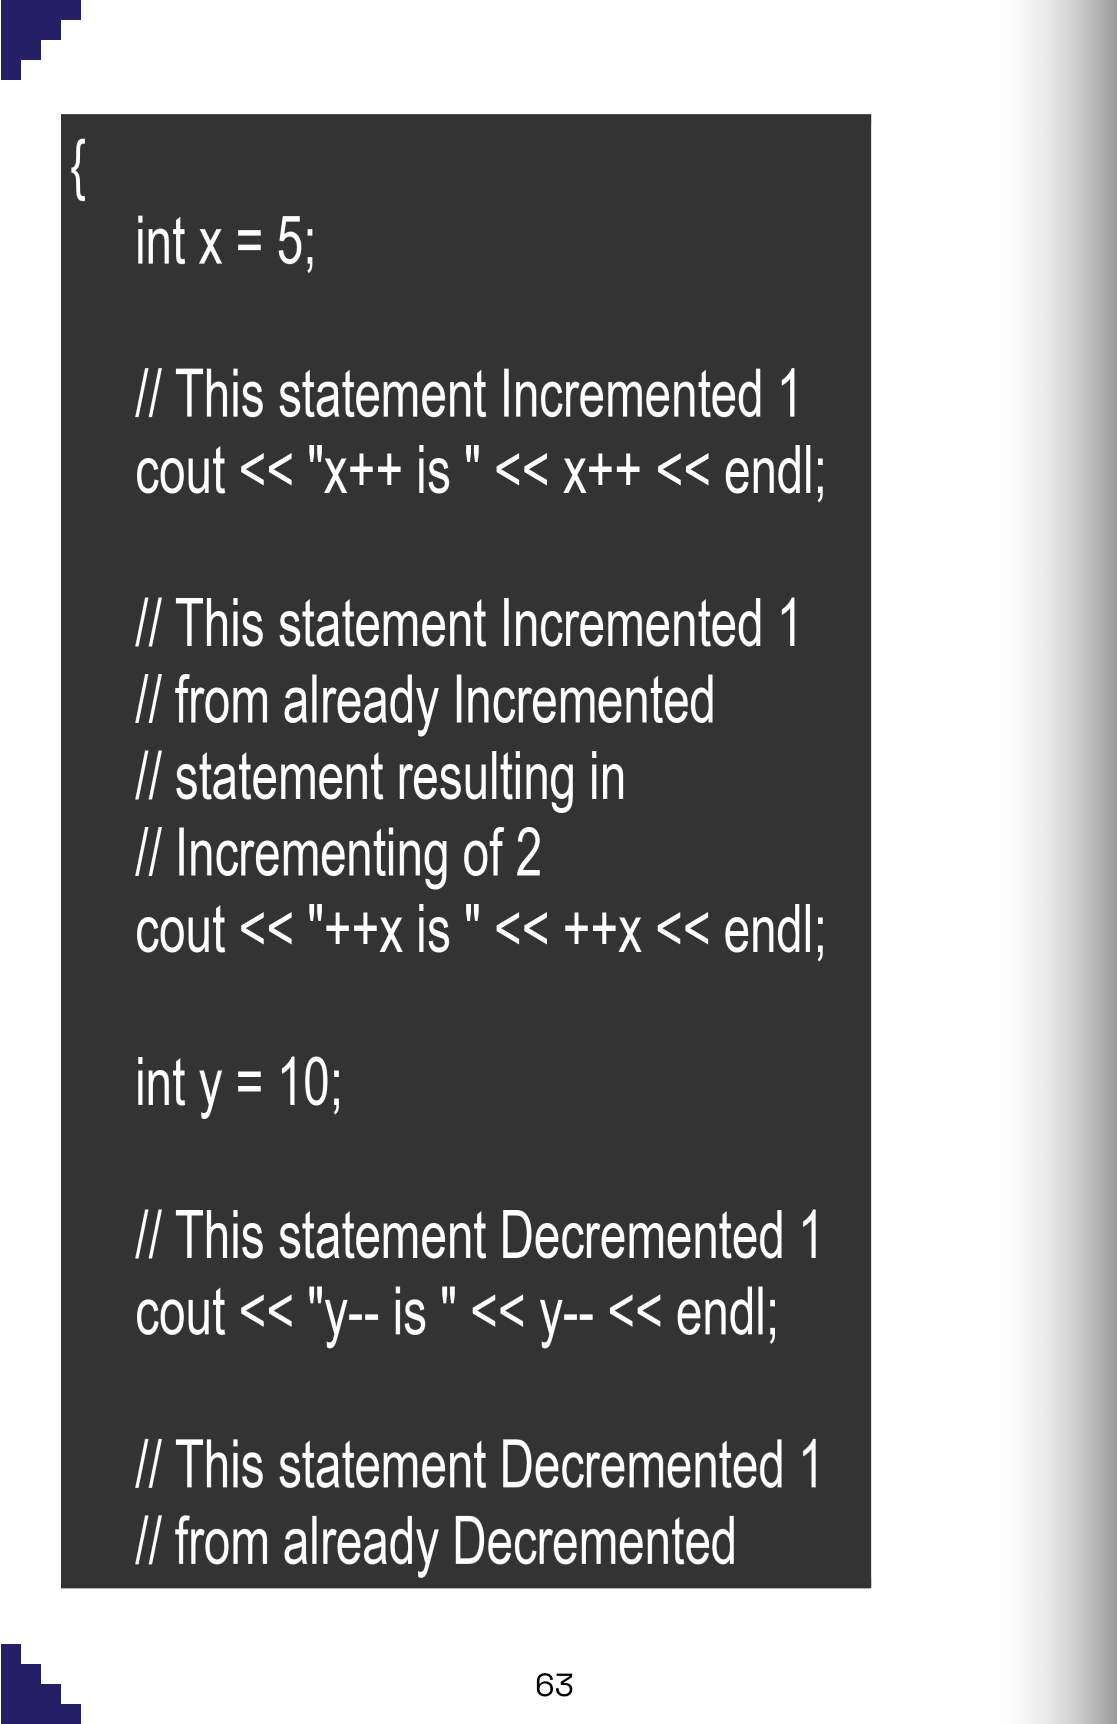 {
int x = 5;
// This statement Incremented 1
cout << "x++ is " << x++ << endl;
// This statement Incremented 1
// from already Incremented
// statement resulting in
// Incrementing of 2
cout << "++x is " << ++x << endl;
int y = 10;
// This statement Decremented 1
cout << "y-- is " << y-- << endl;
// This statement Decremented 1
// from already Decremented
63